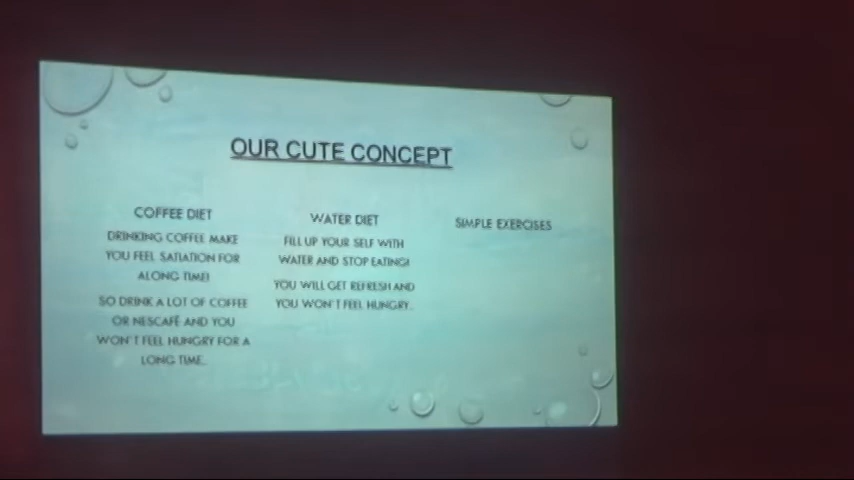 OUR CUTE CONCEPT
COFFEE DIET
DRINKING COFFEE MAKE
YOU FEEL SATIATION FOR
ALONG TIME!
SO DRINK A LOT OF COFFEE
OR NESCAFÉ AND YOU
WON'T FEEL HUNGRY FOR A
LONG TIME.
WATER DIET
FILL UP YOUR SELF WITH
WATER AND STOP EATING!
YOU WILL GET REFRESH AND
YOU WON'T FEEL HUNGRY.
SIMPLE EXERCISES